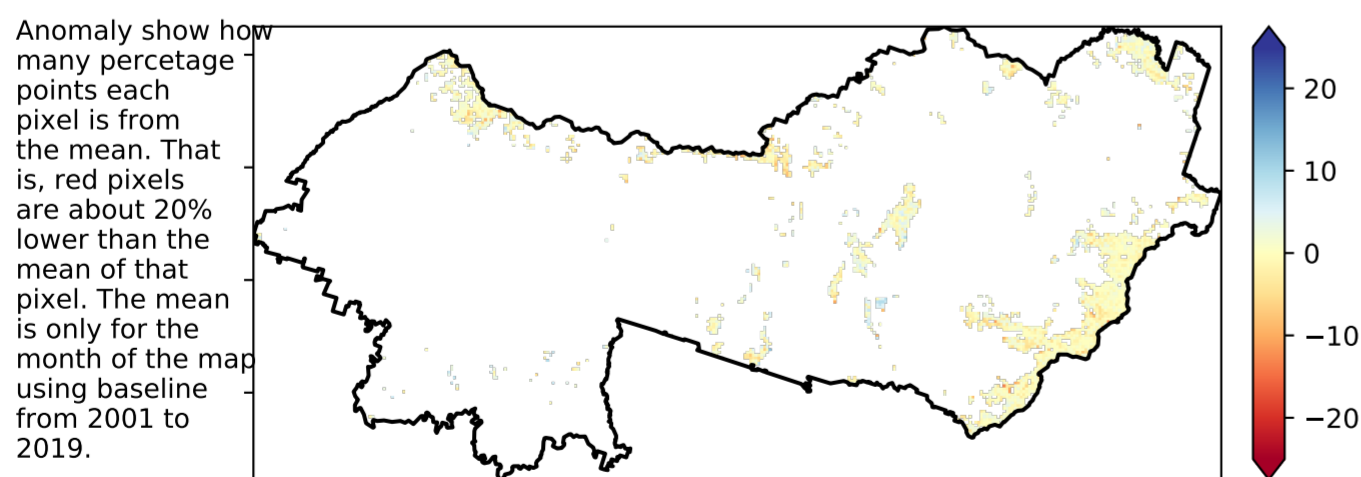 Anomaly show how
many percetage
points each
pixel is from
the mean. That
is, red pixels
are about 20%
lower than the
mean of that
pixel. The mean
is only for the
month of the map
using baseline
from 2001 to
2019.
20
10
0
−10
−20